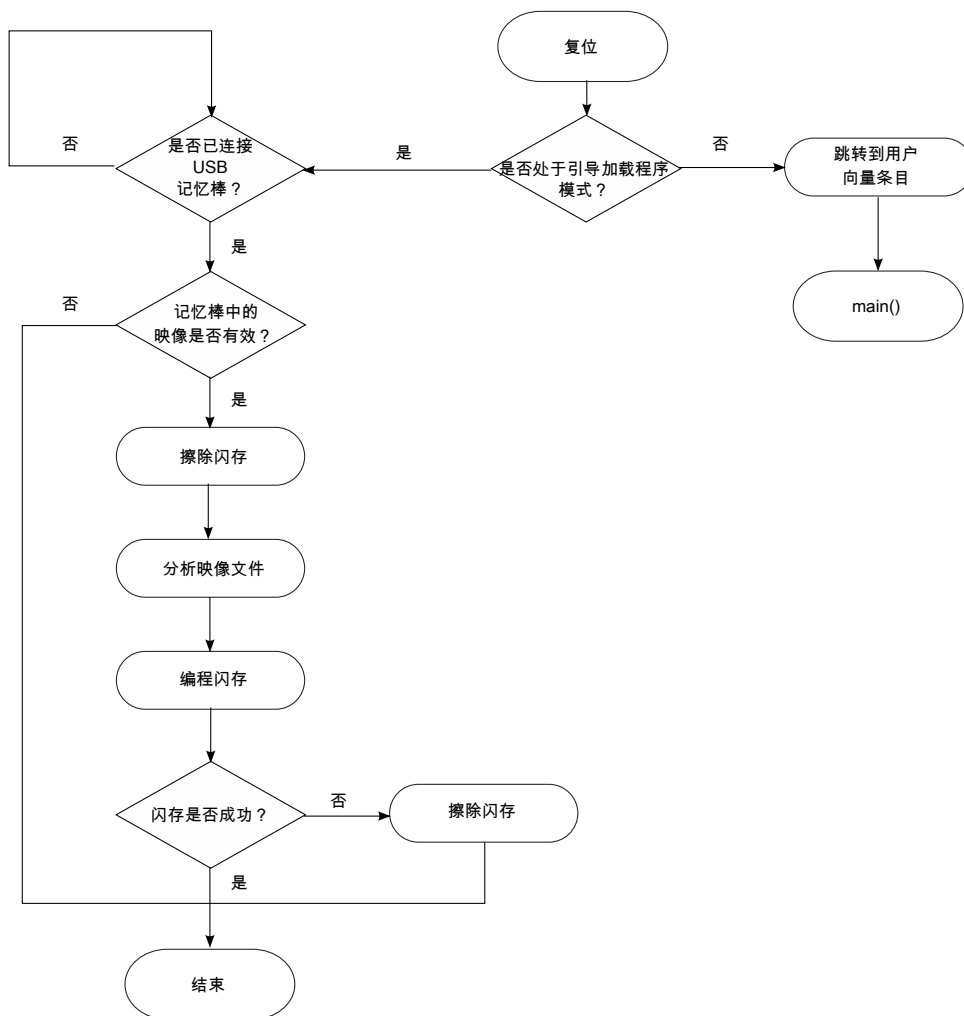 复位
否
是否已连接
USB
记忆棒？
是
是否处于引导加载程序
模式？
否
跳转到用户
向量条目
main()
是
否
记忆棒中的
映像是否有效？
是
擦除闪存
分析映像文件
编程闪存
闪存是否成功？
否
擦除闪存
是
结束